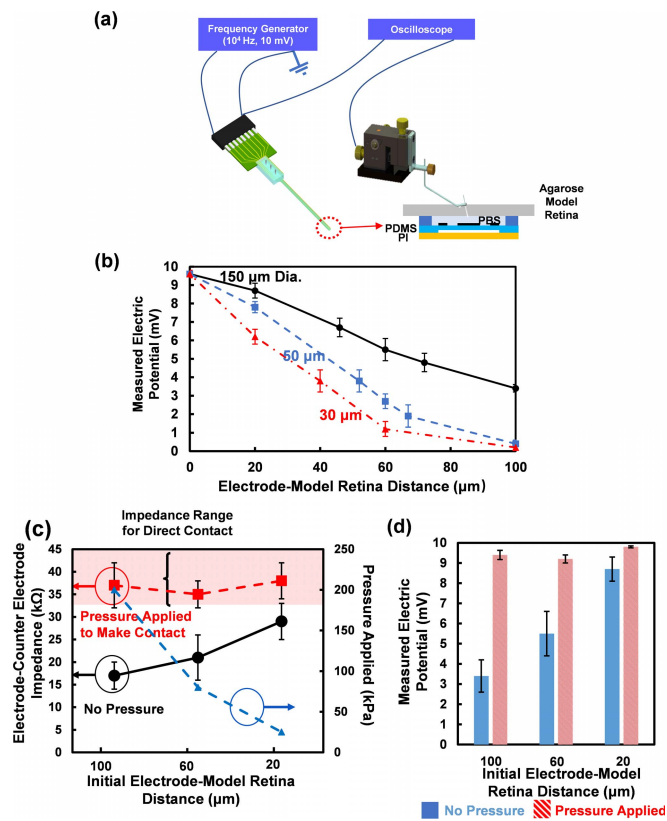 (a)
Frequency Generator
(10⁴ Hz, 10 mV)
Oscilloscope
Agarose
Model
Retina
PBS
PDMS
PI
(b)
Measured Electric
Potential (mV)
10
9
8
7
6
5
4
3
2
1
0
150 µm Dia.
50 µm
30 µm
0
20
40
60
80
100
Electrode-Model Retina Distance (µm)
(c)
Impedance Range
for Direct Contact
Electrode-Counter Electrode
Impedance (kΩ)
45
40
35
30
25
20
15
10
5
0
Pressure Applied
to Make Contact
No Pressure
250
200
150
100
50
0
Pressure Applied
(kPa)
100
60
20
Initial Electrode-Model Retina
Distance (µm)
(d)
Measured Electric
Potential (mV)
10
9
8
7
6
5
4
3
2
1
0
100
60
20
Initial Electrode-Model
Retina Distance (µm)
No Pressure
Pressure Applied